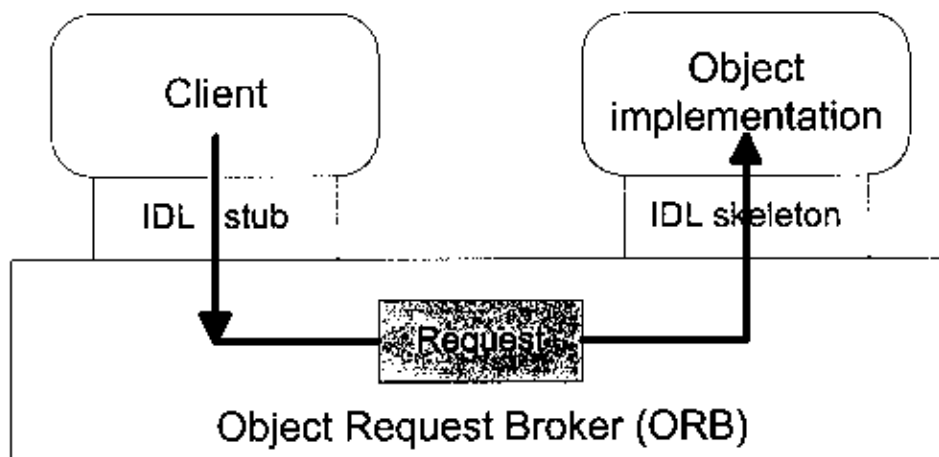 Client
Object
implementation
IDL stub
IDL skeleton
Request
Object Request Broker (ORB)